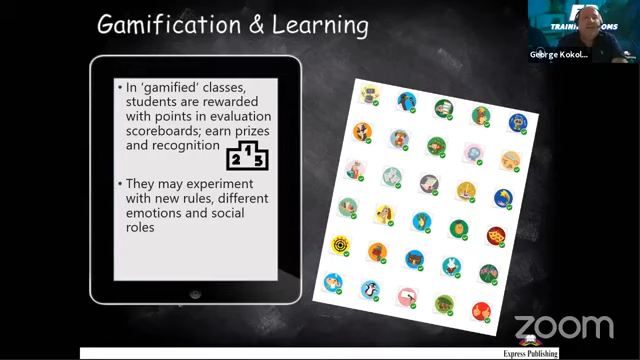 Gamification & Learning
• In ‘gamified’ classes,
students are rewarded
with points in evaluation
scoreboards; earn prizes
and recognition
• They may experiment
with new rules, different
emotions and social
roles
George Kokol...
zoom
Express Publishing